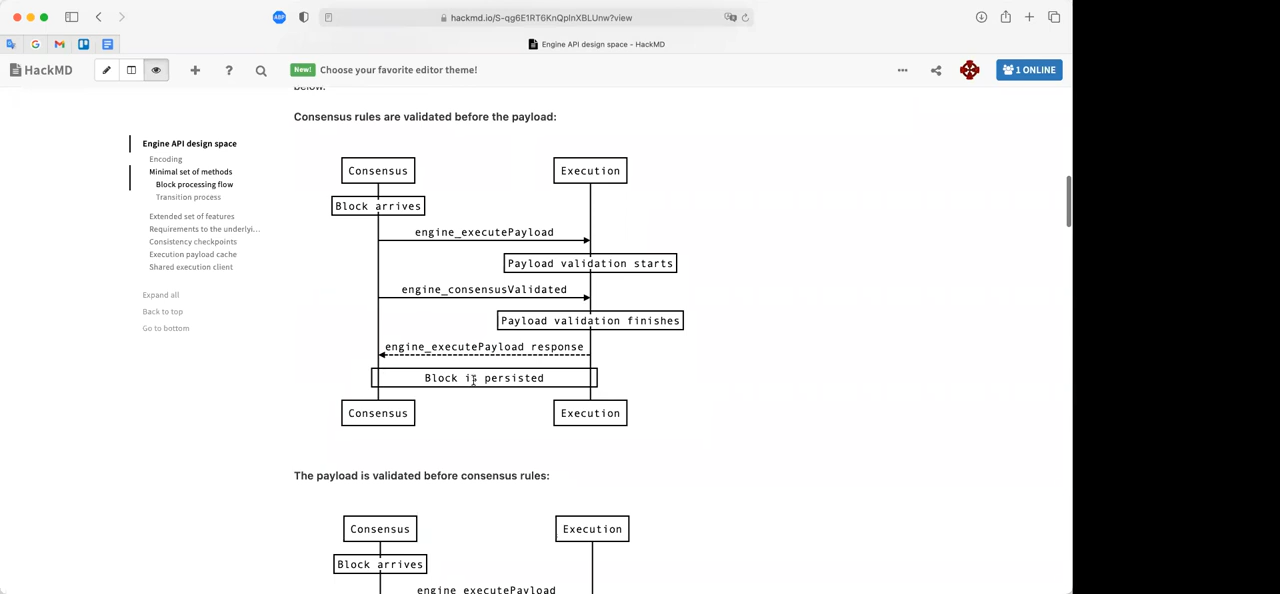 hackmd.io/S-qg6E1RT6KnQpInXBLUnw?view
ABP
Engine API design space - HackMD
HackMD
New! Choose your favorite editor theme!
1 ONLINE
below.
Consensus rules are validated before the payload:
Engine API design space
Encoding
Minimal set of methods
Block processing flow
Transition process
Extended set of features
Requirements to the underlyi...
Consistency checkpoints
Execution payload cache
Shared execution client
Expand all
Back to top
Go to bottom
Consensus
Execution
Block arrives
engine_executePayload
Payload validation starts
engine_consensusValidated
Payload validation finishes
engine_executePayload response
Block is persisted
Consensus
Execution
The payload is validated before consensus rules:
Consensus
Execution
Block arrives
engine_executePayload